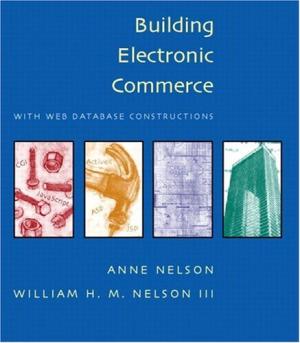 Building
Electronic
Commerce
WITH WEB DATABASE CONSTRUCTIONS
CGI
JavaScript
ActiveX
ASP
JSP
ANNE NELSON
WILLIAM H. M. NELSON III